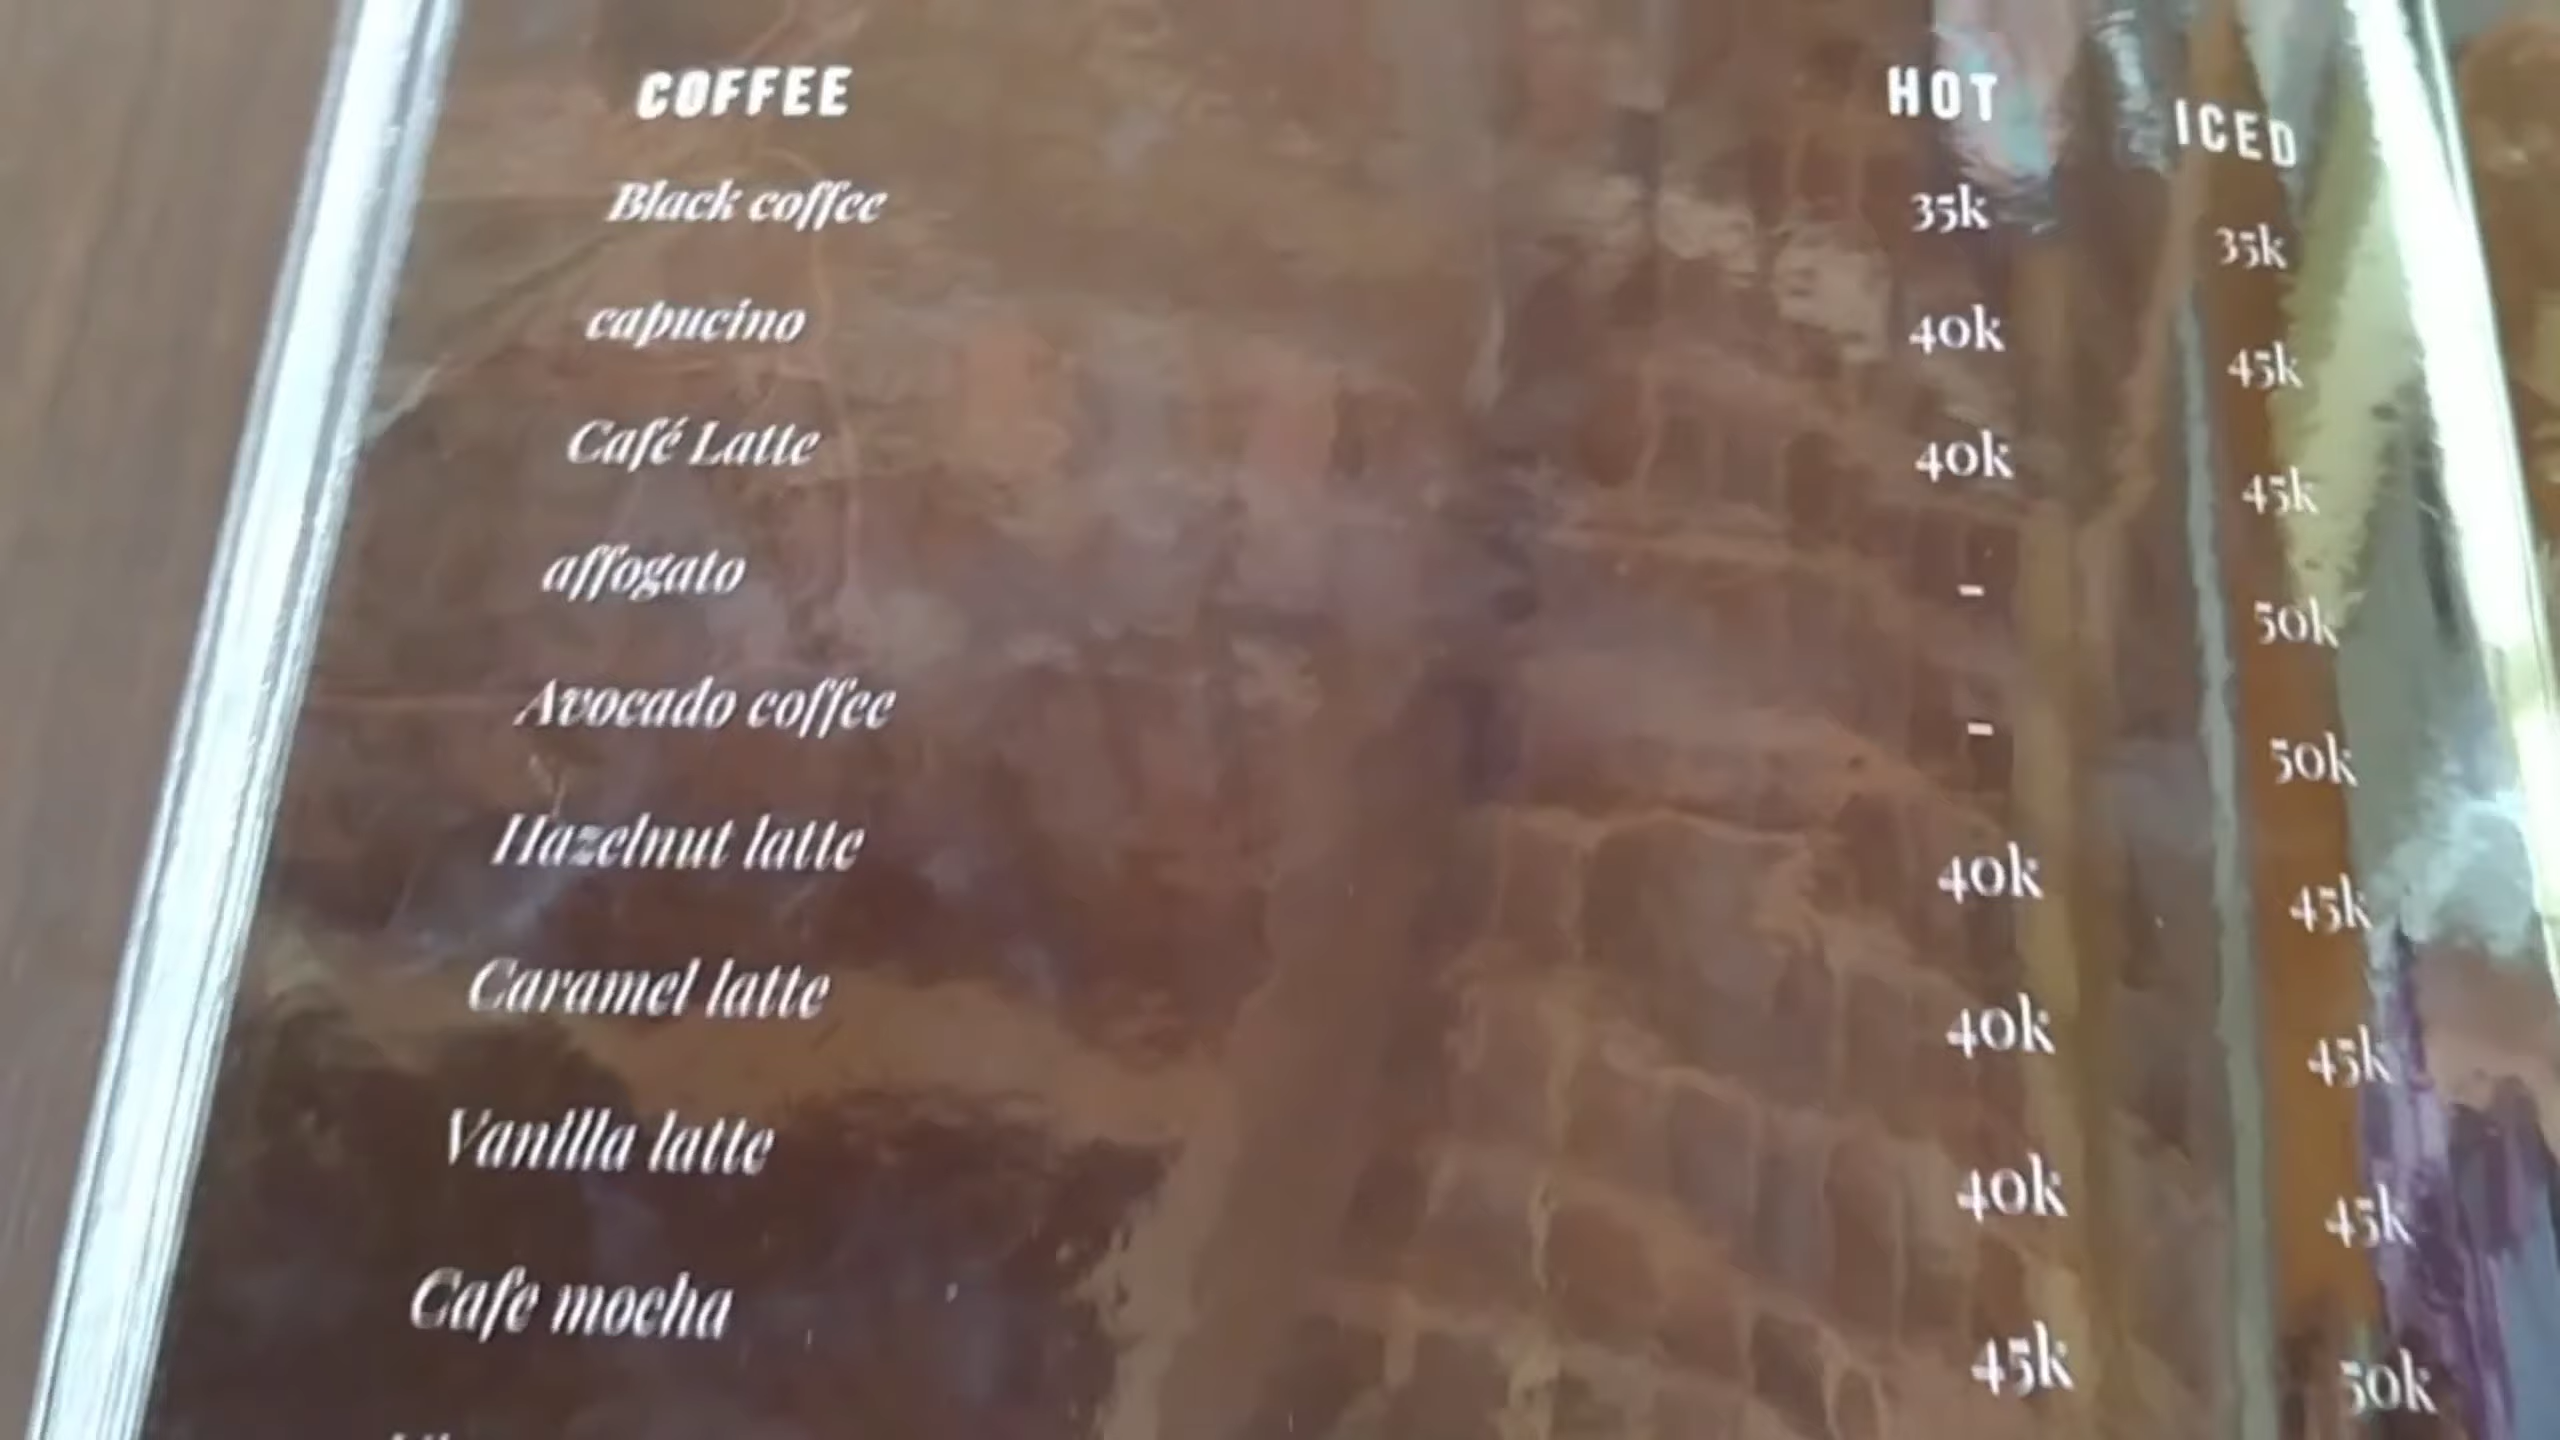 COFFEE HOT ICED
Black coffee 35k 35k
capucino 40k 45k
Café Latte 40k 45k
affogato - 50k
Avocado coffee - 50k
Hazelnut latte 40k 45k
Caramel latte 40k 45k
Vanilla latte 40k 45k
Cafe mocha 45k 50k